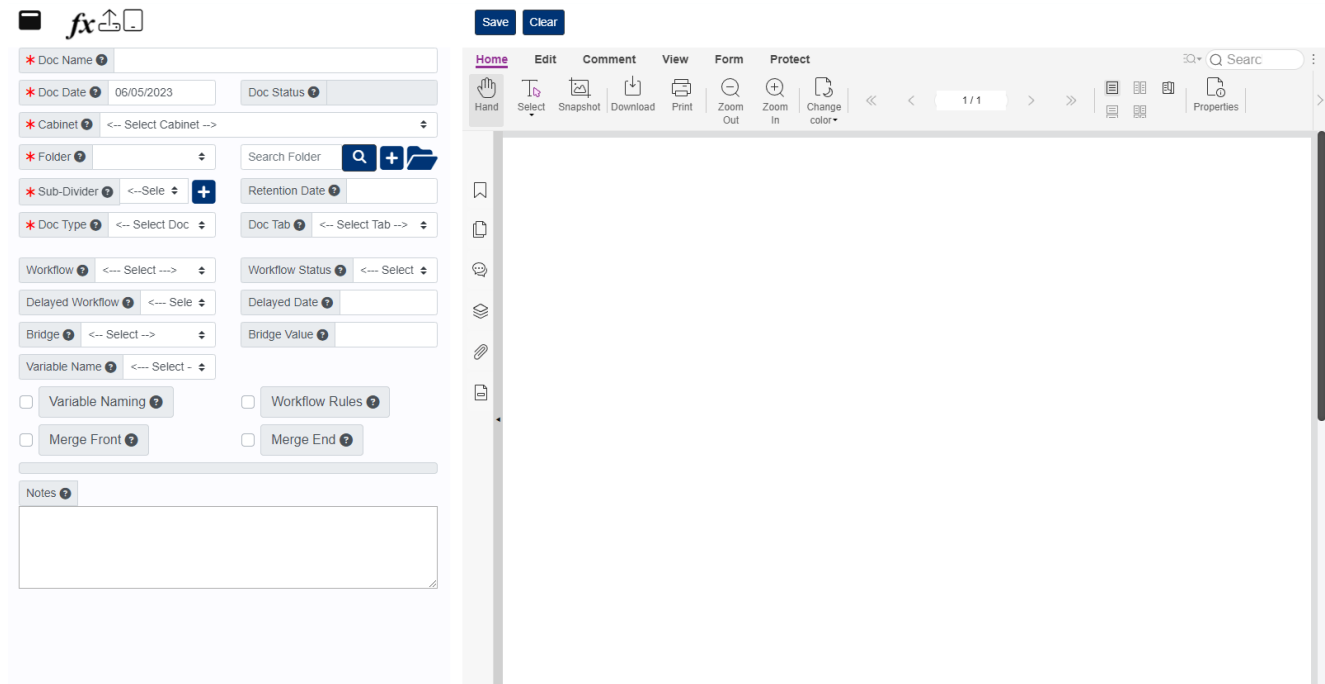 fx
Save Clear
* Doc Name ?
* Doc Date ? 06/05/2023 Doc Status ?
* Cabinet ? <-- Select Cabinet -->
* Folder ? Search Folder
* Sub-Divider ? <--Sele Retention Date ?
* Doc Type ? <-- Select Doc Doc Tab ? <-- Select Tab -->
Workflow ? <--- Select ---> Workflow Status ? <--- Select
Delayed Workflow ? <--- Sele Delayed Date ?
Bridge ? <-- Select --> Bridge Value ?
Variable Name ? <--- Select -
Variable Naming ? Workflow Rules ?
Merge Front ? Merge End ?
Notes ?
Home Edit Comment View Form Protect Searc
Hand Select Snapshot Download Print Zoom Out Zoom In Change color 1 / 1 Properties